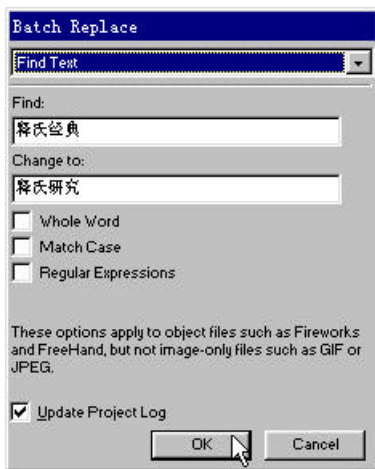 Batch Replace
Find Text
Find:
释氏经典
Change to:
释氏研究
Whole Word
Match Case
Regular Expressions
These options apply to object files such as Fireworks
and FreeHand, but not image-only files such as GIF or
JPEG.
Update Project Log
OK
Cancel